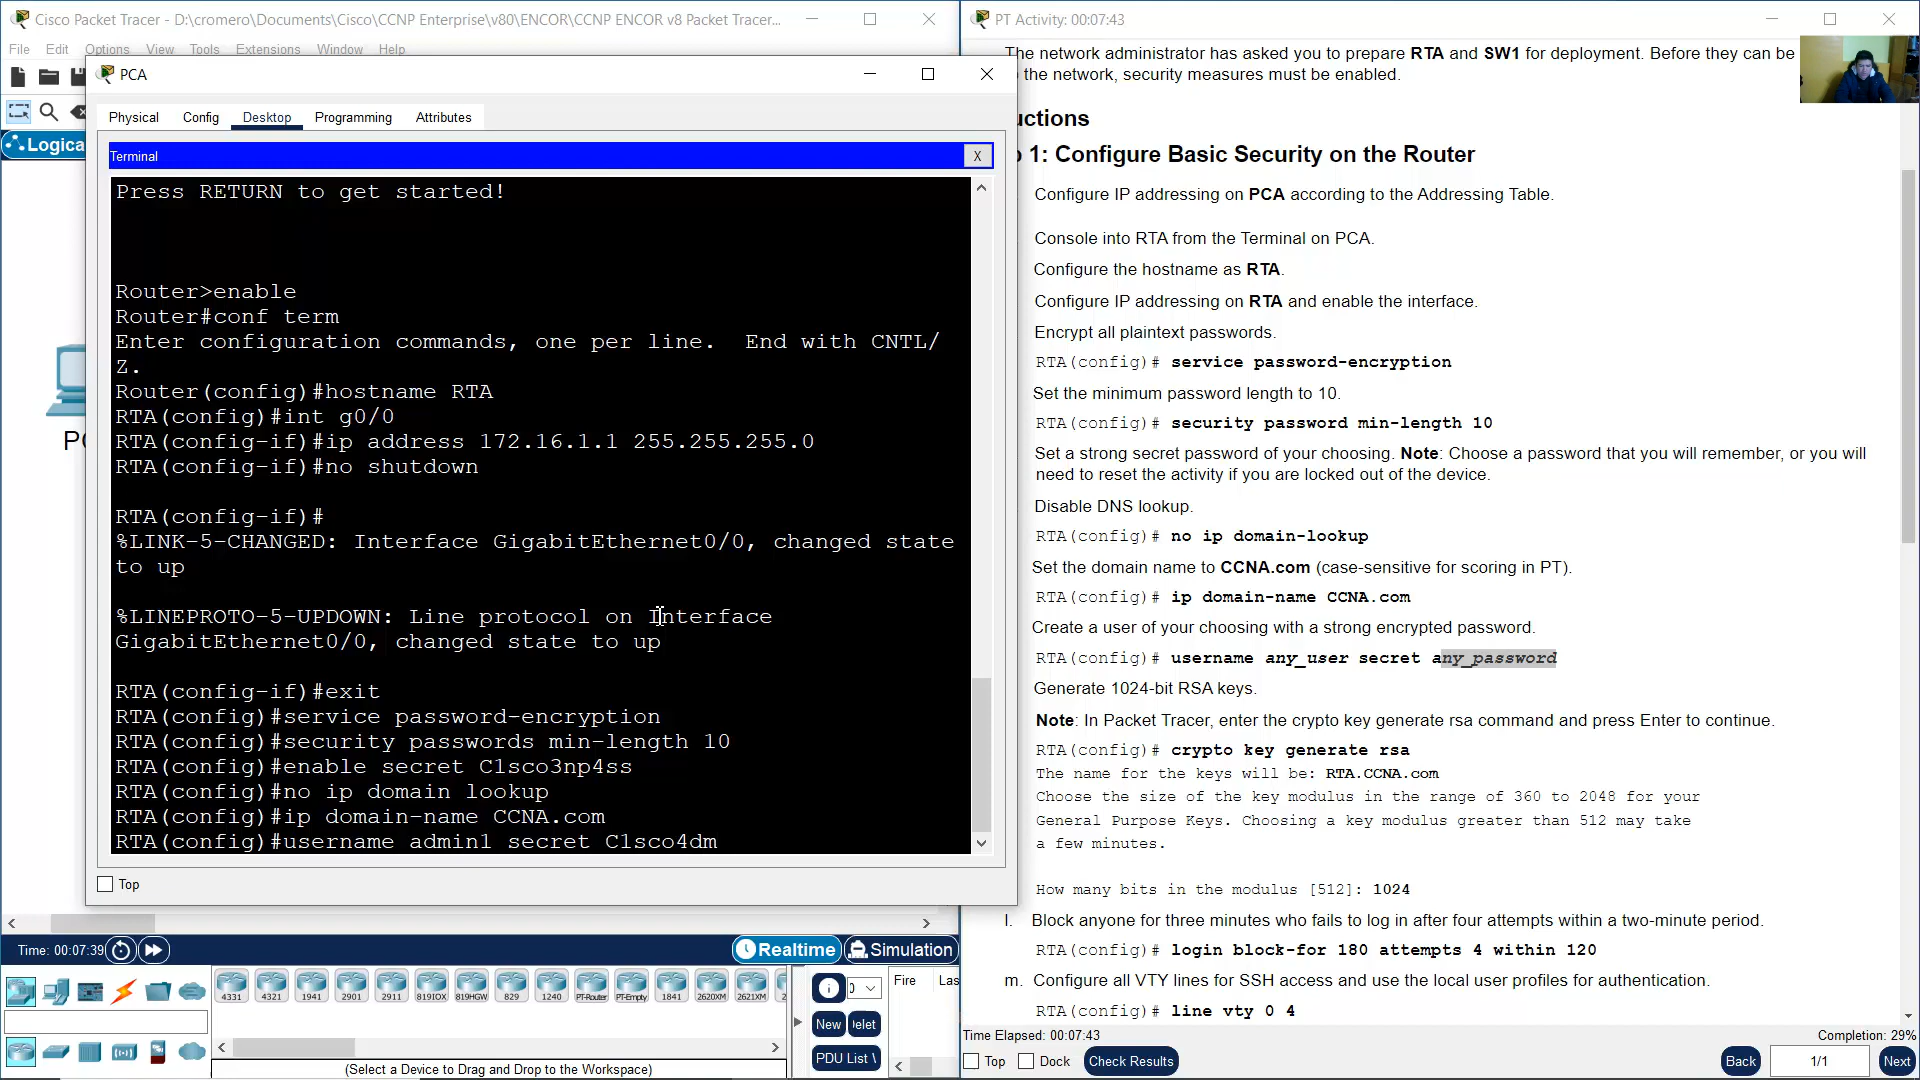 Cisco Packet Tracer - D:\cromero\Documents\Cisco\CCNP Enterprise\v80\ENCOR\CCNP ENCOR v8 Packet Tracer...
File Edit Options View Tools Extensions Window Help
Logica
PCA
Physical Config Desktop Programming Attributes
Terminal
X
Press RETURN to get started!
Router>enable
Router#conf term
Enter configuration commands, one per line.  End with CNTL/
Z.
Router(config)#hostname RTA
RTA(config)#int g0/0
RTA(config-if)#ip address 172.16.1.1 255.255.255.0
RTA(config-if)#no shutdown
RTA(config-if)#
%LINK-5-CHANGED: Interface GigabitEthernet0/0, changed state
to up
%LINEPROTO-5-UPDOWN: Line protocol on Interface
GigabitEthernet0/0, changed state to up
RTA(config-if)#exit
RTA(config)#service password-encryption
RTA(config)#security passwords min-length 10
RTA(config)#enable secret C1sco3np4ss
RTA(config)#no ip domain lookup
RTA(config)#ip domain-name CCNA.com
RTA(config)#username admin1 secret C1sco4dm
Top
Time: 00:07:39
Realtime Simulation
4331 4321 1941 2901 2911 819IOX 819HGW 829 1240 PT-Router PT-Empty 1841 2620XM 2621XM
(Select a Device to Drag and Drop to the Workspace)
0
New
elet
PDU List
Fire Las
PT Activity: 00:07:43
The network administrator has asked you to prepare RTA and SW1 for deployment. Before they can be
the network, security measures must be enabled.
uctions
1: Configure Basic Security on the Router
Configure IP addressing on PCA according to the Addressing Table.
Console into RTA from the Terminal on PCA.
Configure the hostname as RTA.
Configure IP addressing on RTA and enable the interface.
Encrypt all plaintext passwords.
RTA(config)# service password-encryption
Set the minimum password length to 10.
RTA(config)# security password min-length 10
Set a strong secret password of your choosing. Note: Choose a password that you will remember, or you will
need to reset the activity if you are locked out of the device.
Disable DNS lookup.
RTA(config)# no ip domain-lookup
Set the domain name to CCNA.com (case-sensitive for scoring in PT).
RTA(config)# ip domain-name CCNA.com
Create a user of your choosing with a strong encrypted password.
RTA(config)# username any_user secret any_password
Generate 1024-bit RSA keys.
Note: In Packet Tracer, enter the crypto key generate rsa command and press Enter to continue.
RTA(config)# crypto key generate rsa
The name for the keys will be: RTA.CCNA.com
Choose the size of the key modulus in the range of 360 to 2048 for your
General Purpose Keys. Choosing a key modulus greater than 512 may take
a few minutes.
How many bits in the modulus [512]: 1024
l. Block anyone for three minutes who fails to log in after four attempts within a two-minute period.
RTA(config)# login block-for 180 attempts 4 within 120
m. Configure all VTY lines for SSH access and use the local user profiles for authentication.
RTA(config)# line vty 0 4
Time Elapsed: 00:07:43 Completion: 29%
Top Dock Check Results Back 1/1 Next